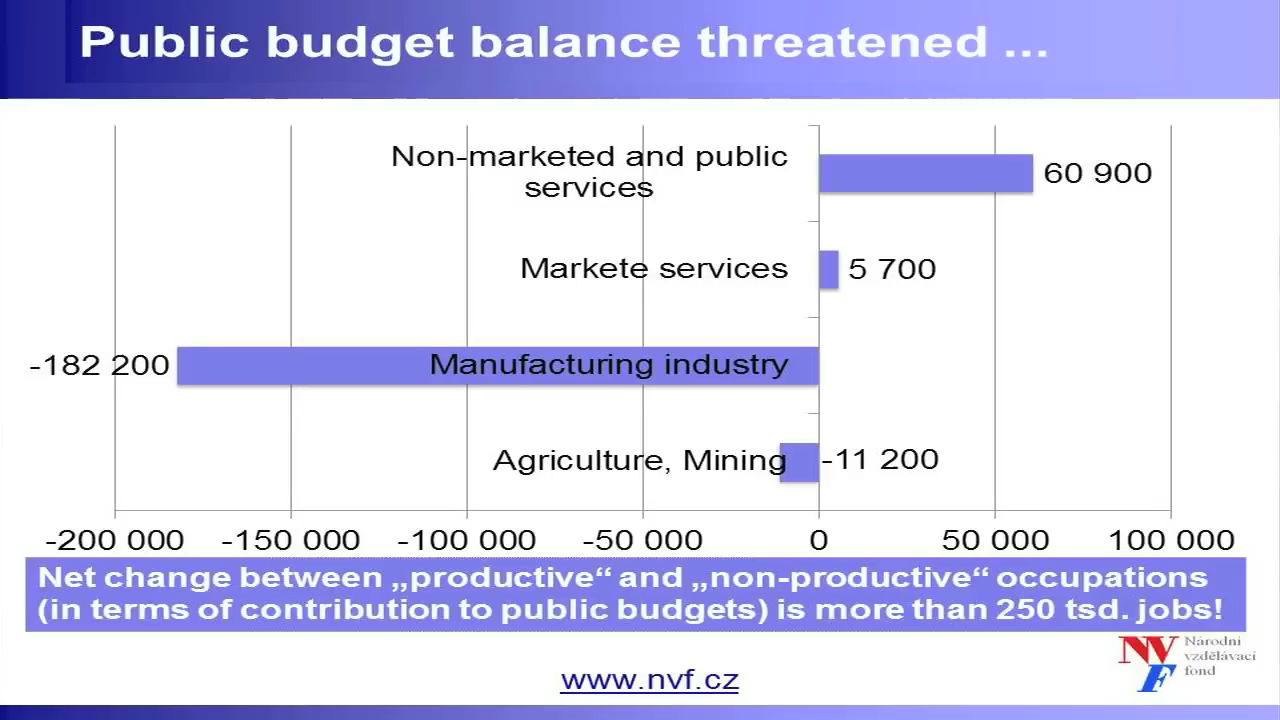 Public budget balance threatened ...
Non-marketed and public
services
60 900
Markete services
5 700
-182 200
Manufacturing industry
Agriculture, Mining
-11 200
-200 000
-150 000
-100 000
-50 000
0
50 000
100 000
Net change between „productive“ and „non-productive“ occupations
(in terms of contribution to public budgets) is more than 250 tsd. jobs!
NVF
Národní
vzdělávací
fond
www.nvf.cz